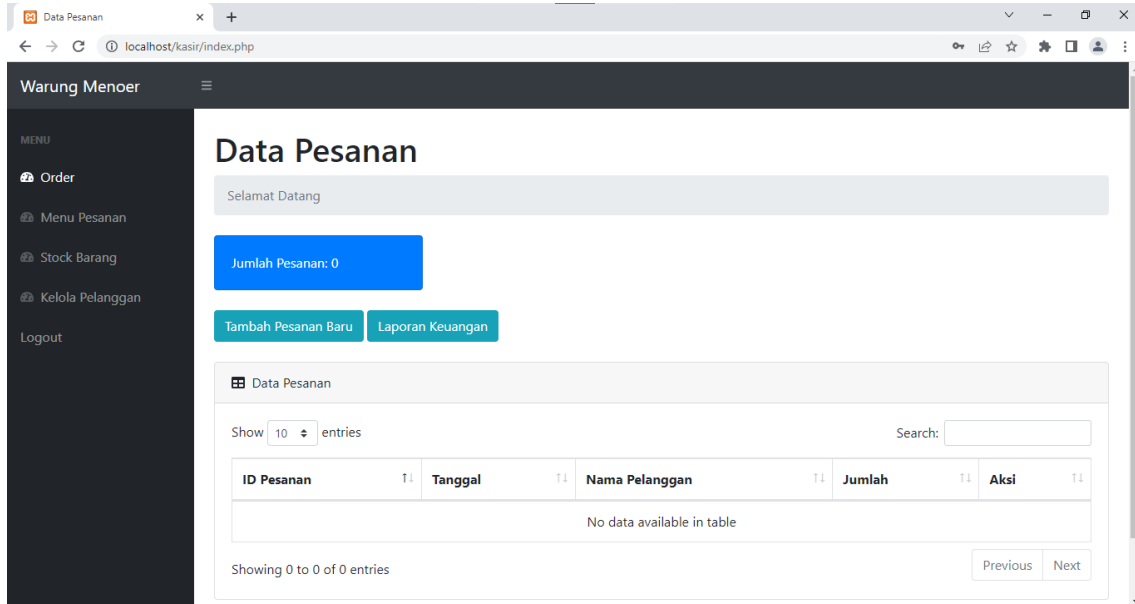 Data Pesanan
localhost/kasir/index.php
Warung Menoer
MENU
Order
Menu Pesanan
Stock Barang
Kelola Pelanggan
Logout
Data Pesanan
Selamat Datang
Jumlah Pesanan: 0
Tambah Pesanan Baru Laporan Keuangan
Data Pesanan
Show 10 entries Search:
ID Pesanan Tanggal Nama Pelanggan Jumlah Aksi
No data available in table
Showing 0 to 0 of 0 entries Previous Next